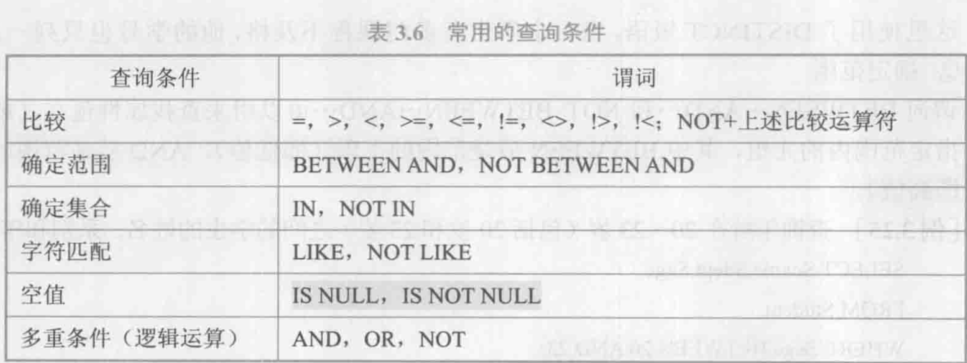 表 3.6 常用的查询条件
查询条件 谓词
比较 =, >, <, >=, <=, !=, <>, !>, !<; NOT+上述比较运算符
确定范围 BETWEEN AND, NOT BETWEEN AND
确定集合 IN, NOT IN
字符匹配 LIKE, NOT LIKE
空值 IS NULL, IS NOT NULL
多重条件（逻辑运算） AND, OR, NOT